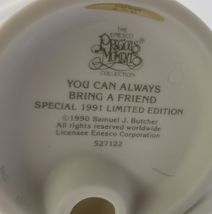 THE
ENESCO
PRECIOUS
MOMENTS®
COLLECTION
YOU CAN ALWAYS
BRING A FRIEND
SPECIAL 1991 LIMITED EDITION
©1990 Samuel J. Butcher
All rights reserved worldwide
Licensee Enesco Corporation
527122